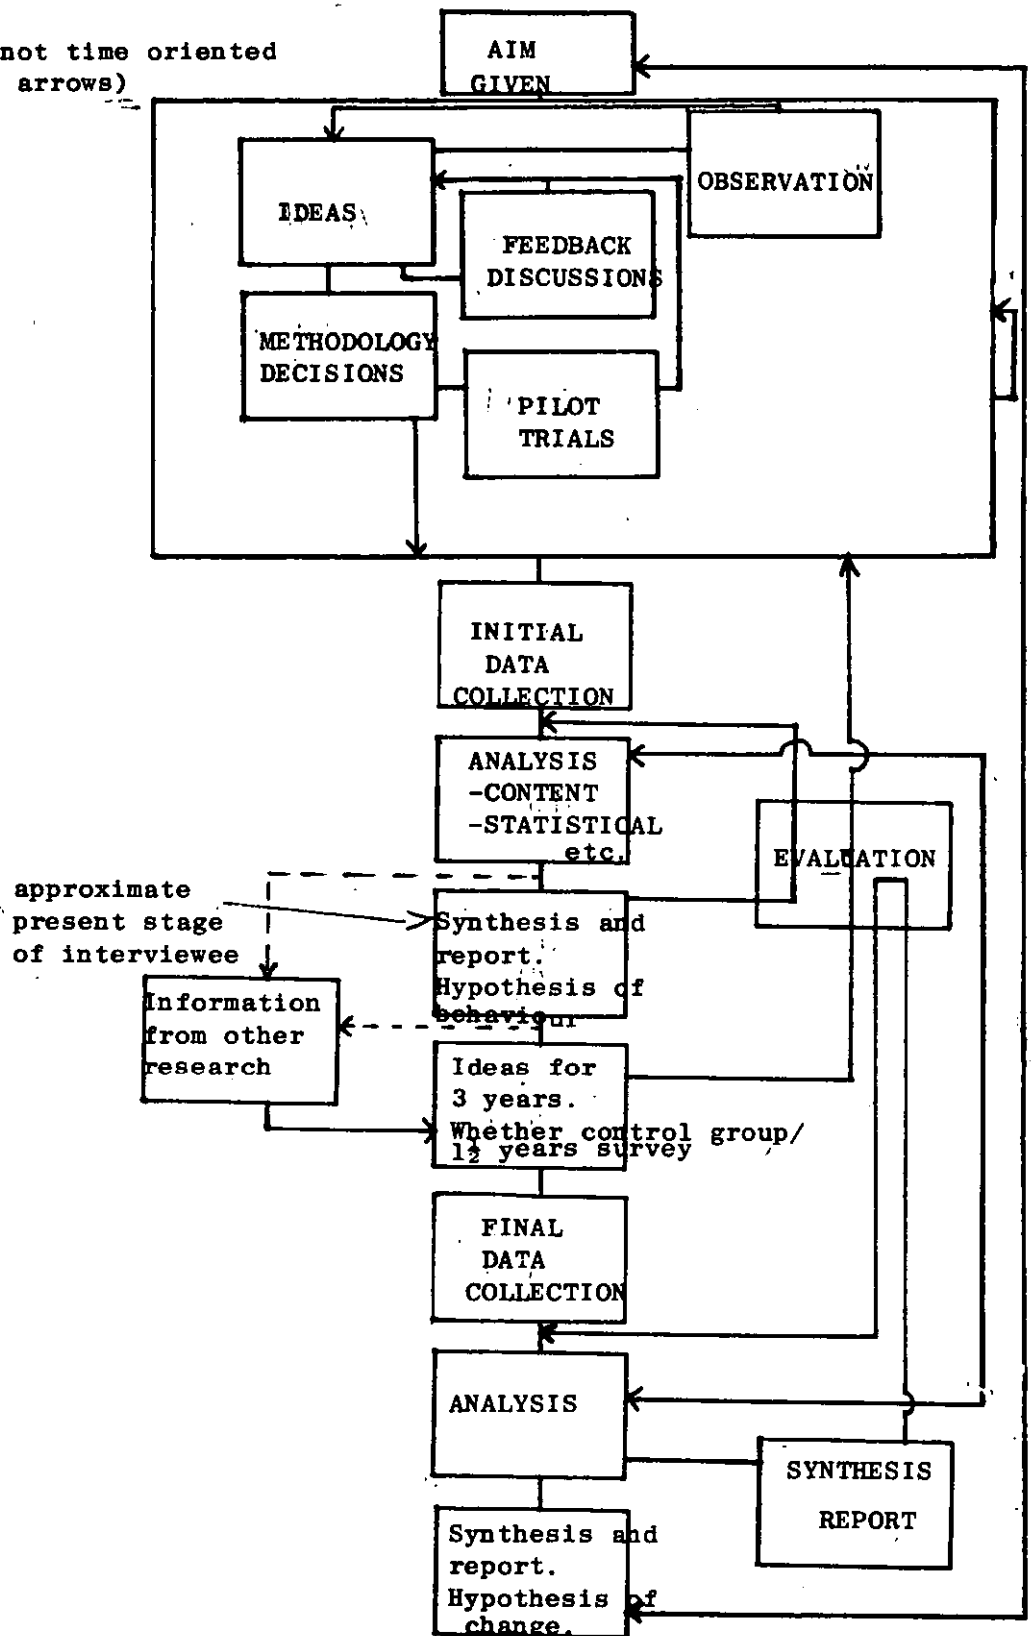 not time oriented
arrows)
AIM
GIVEN
OBSERVATION
IDEAS
FEEDBACK
DISCUSSIONS
METHODOLOGY
DECISIONS
PILOT
TRIALS
INITIAL
DATA
COLLECTION
ANALYSIS
-CONTENT
-STATISTICAL
etc.
EVALUATION
approximate
present stage
of interviewee
Synthesis and
report.
Hypothesis of
behaviour
Information
from other
research
Ideas for
3 years.
Whether control group/
1½ years survey
FINAL
DATA
COLLECTION
ANALYSIS
SYNTHESIS
REPORT
Synthesis and
report.
Hypothesis of
change.